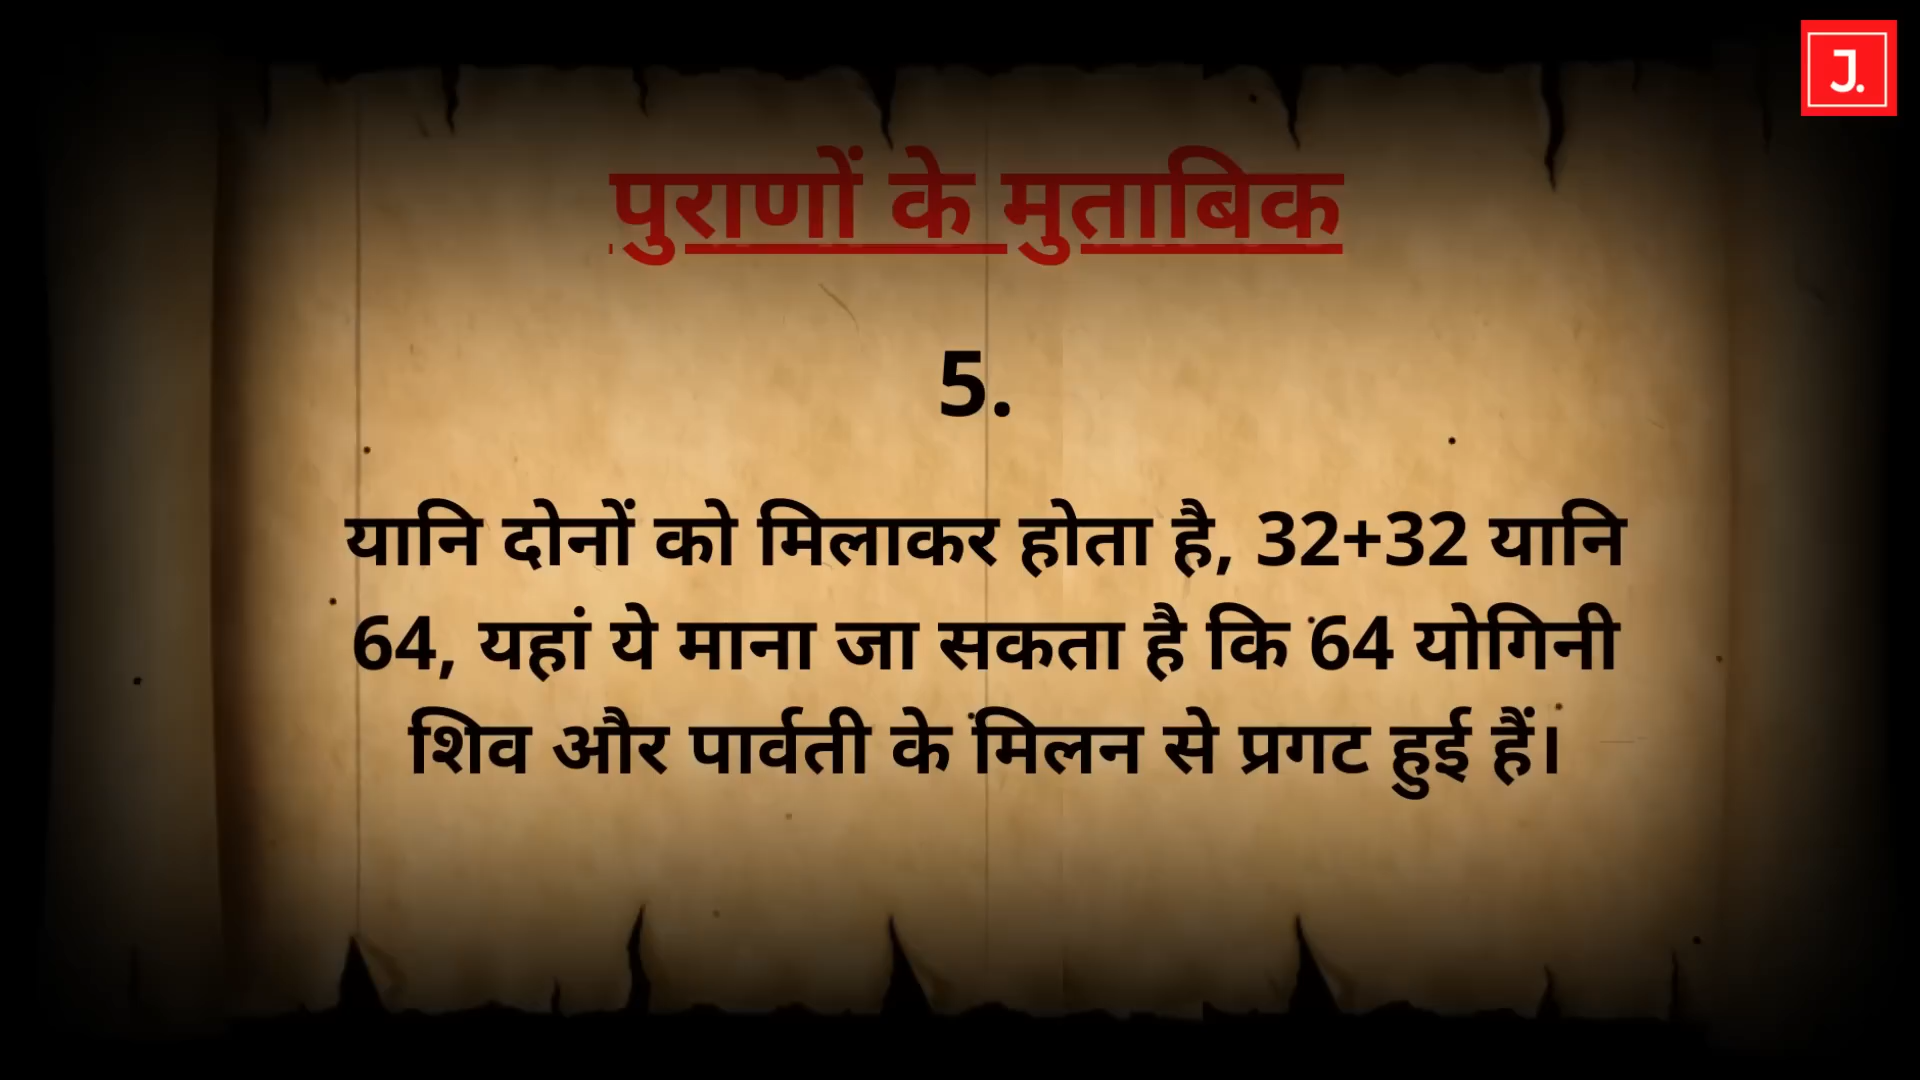 J.
पुराणों के मुताबिक
5.
यानि दोनों को मिलाकर होता है, 32+32 यानि
64, यहां ये माना जा सकता है कि 64 योगिनी
शिव और पार्वती के मिलन से प्रगट हुई हैं।